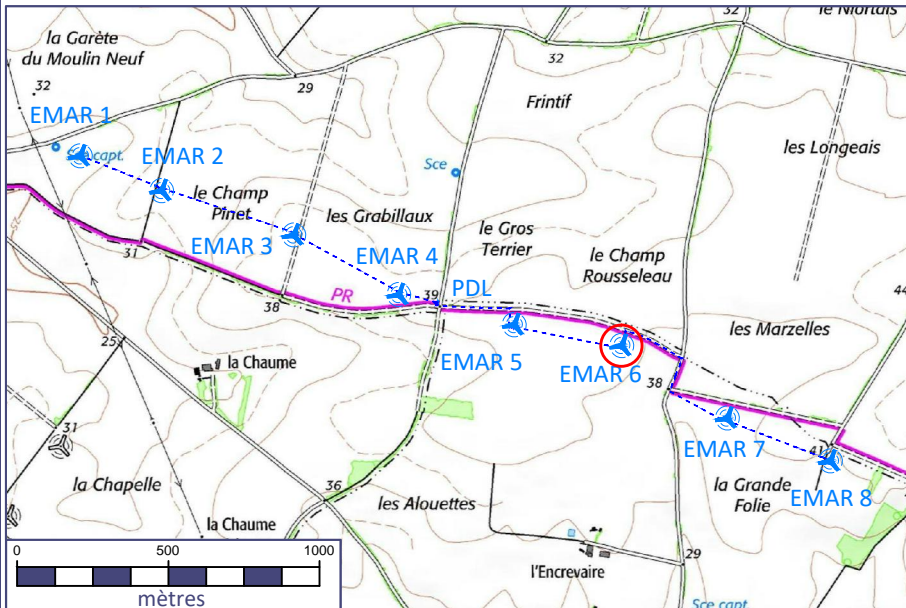 32
le Niortais
la Garète
du Moulin Neuf
32
32
29
Frintif
EMAR 1
les Longeais
Sce capt.
EMAR 2
Sce
le Champ
Pinet
les Grabillaux
le Gros
Terrier
EMAR 3
EMAR 4
le Champ
Rousseleau
31
39
PDL
44
PR
38
les Marzelles
25
la Chaume
EMAR 5
EMAR 6
38
31
EMAR 7
41
la Chapelle
36
les Alouettes
la Grande
Folie
EMAR 8
la Chaume
0
500
1000
29
l'Encrevaire
mètres
Sce capt.